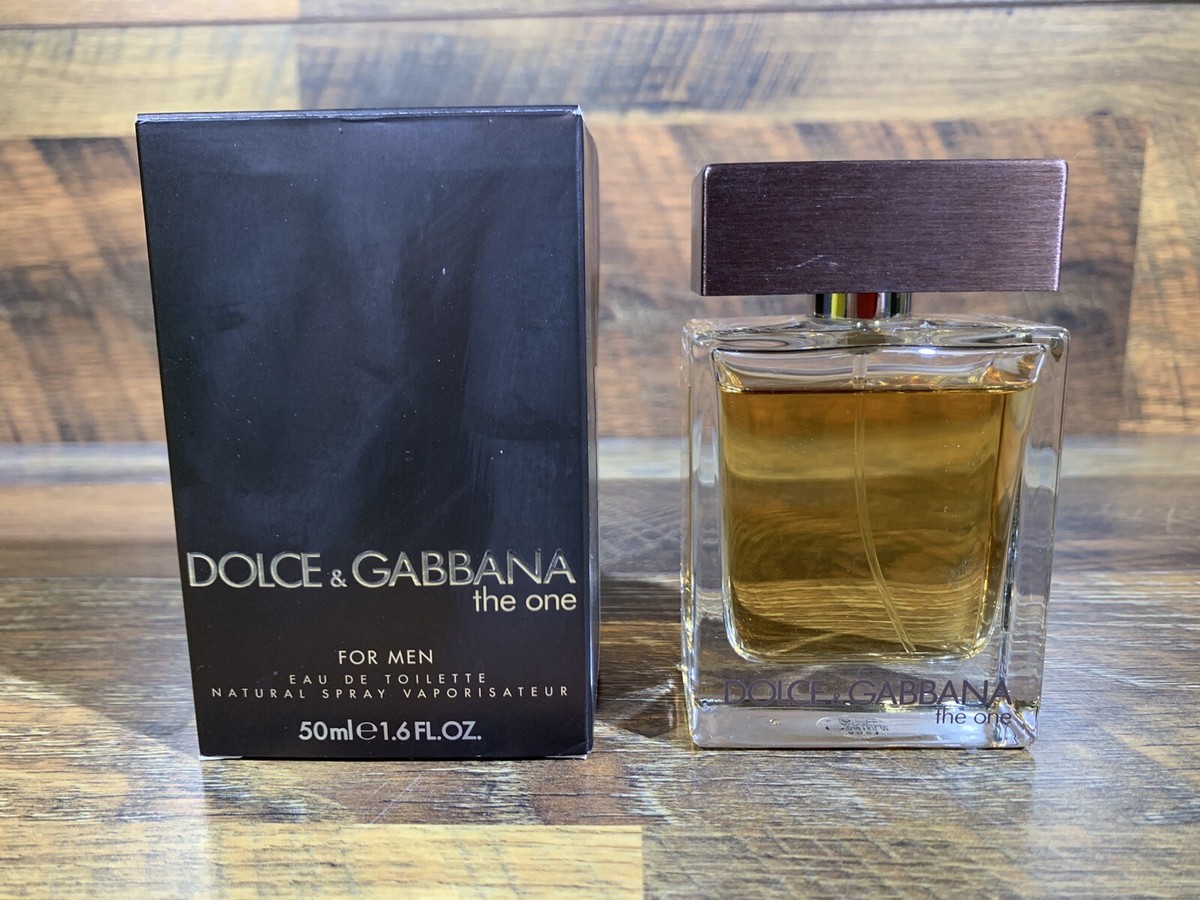 DOLCE & GABBANA
the one
FOR MEN
EAU DE TOILETTE
NATURAL SPRAY VAPORISATEUR
50ml℮1.6 FL.OZ.
DOLCE & GABBANA
the one